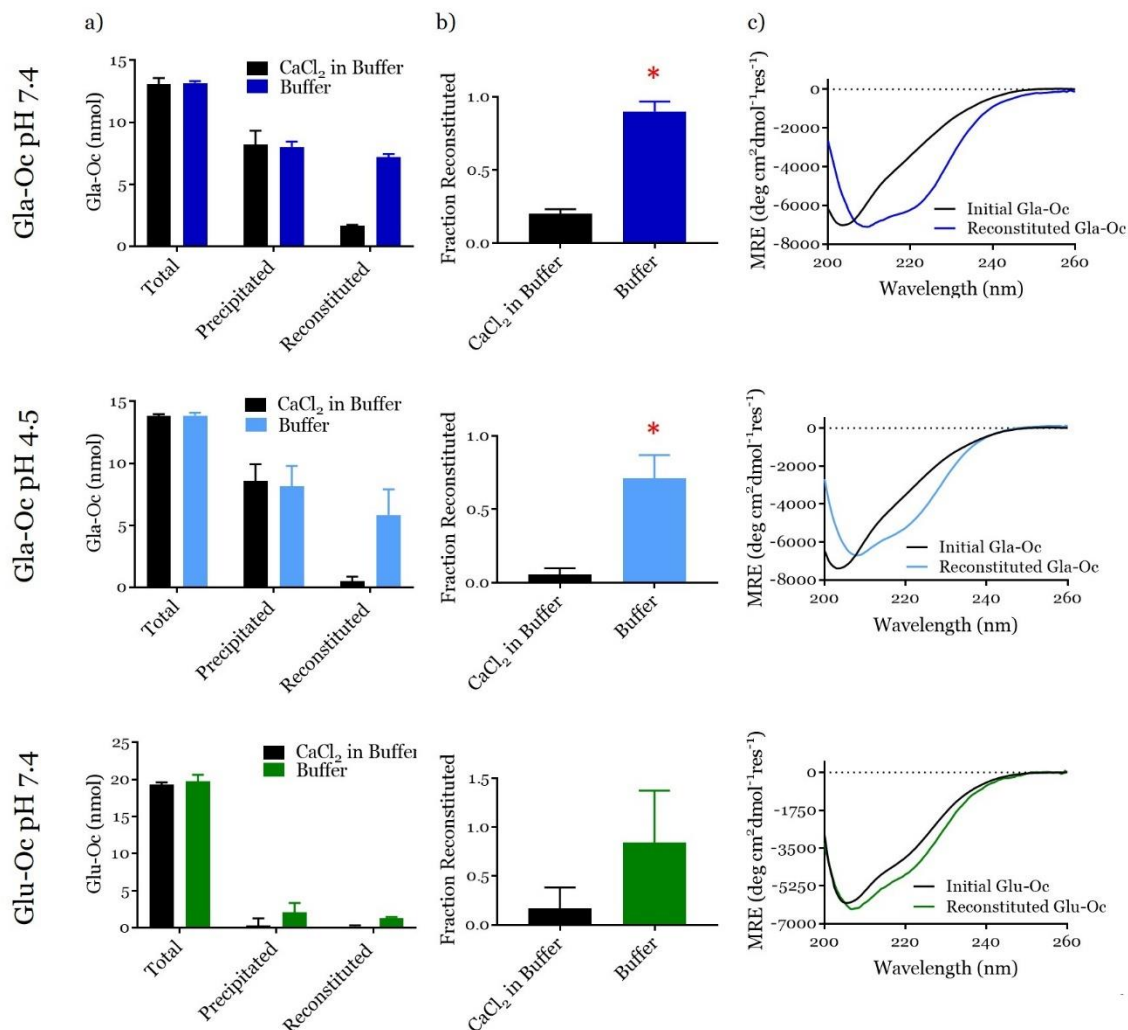 a)
b)
c)
Gla-Oc pH 7.4
Gla-Oc (nmol)
15
10
5
0
CaCl₂ in Buffer
Buffer
Total
Precipitated
Reconstituted
Fraction Reconstituted
1.0
0.5
0.0
*
CaCl₂ in Buffer
Buffer
MRE (deg cm²dmol⁻¹res⁻¹)
0
-2000
-4000
-6000
-8000
Initial Gla-Oc
Reconstituted Gla-Oc
200 220 240 260
Wavelength (nm)
Gla-Oc pH 4.5
Gla-Oc (nmol)
15
10
5
0
CaCl₂ in Buffer
Buffer
Total
Precipitated
Reconstituted
Fraction Reconstituted
1.0
0.5
0.0
*
CaCl₂ in Buffer
Buffer
MRE (deg cm²dmol⁻¹res⁻¹)
0
-2000
-4000
-6000
-8000
Initial Gla-Oc
Reconstituted Gla-Oc
200 220 240 260
Wavelength (nm)
Glu-Oc pH 7.4
Glu-Oc (nmol)
25
20
15
10
5
0
CaCl₂ in Buffer
Buffer
Total
Precipitated
Reconstituted
Fraction Reconstituted
1.5
1.0
0.5
0.0
CaCl₂ in Buffer
Buffer
MRE (deg cm²dmol⁻¹res⁻¹)
0
-1750
-3500
-5250
-7000
Initial Glu-Oc
Reconstituted Glu-Oc
200 220 240 260
Wavelength (nm)